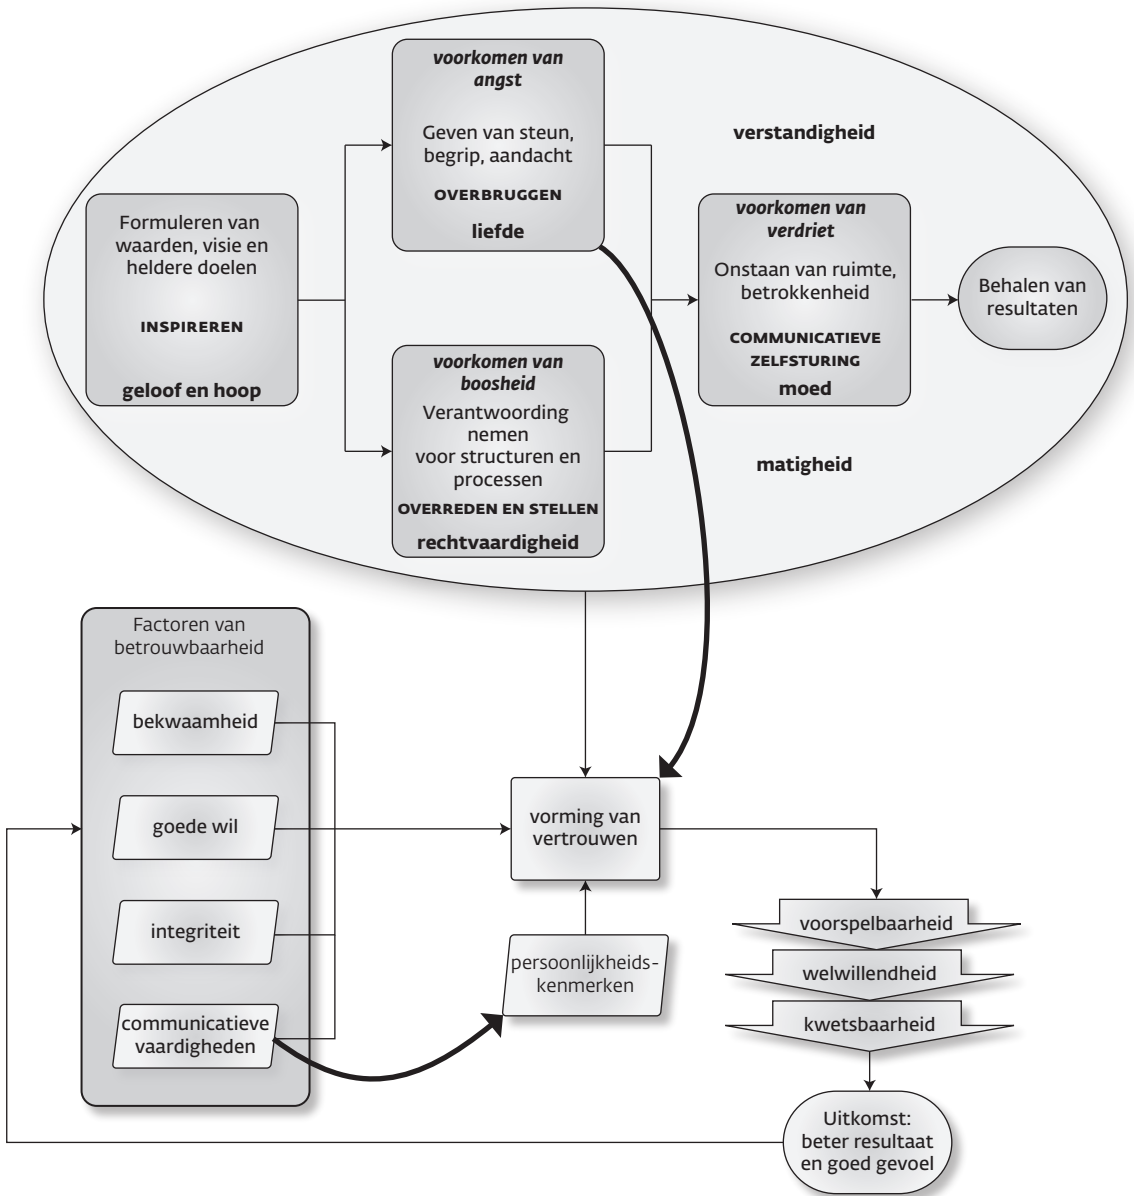 voorkomen van
angst
Geven van steun,
begrip, aandacht
OVERBRUGGEN
liefde
verstandigheid
Formuleren van
waarden, visie en
heldere doelen
INSPIREREN
geloof en hoop
voorkomen van
verdriet
Onstaan van ruimte,
betrokkenheid
COMMUNICATIEVE
ZELFSTURING
moed
Behalen van
resultaten
voorkomen van
boosheid
Verantwoording
nemen
voor structuren en
processen
OVERREDEN EN STELLEN
rechtvaardigheid
matigheid
Factoren van
betrouwbaarheid
bekwaamheid
goede wil
integriteit
communicatieve
vaardigheden
vorming van
vertrouwen
persoonlijkheids-
kenmerken
voorspelbaarheid
welwillendheid
kwetsbaarheid
Uitkomst:
beter resultaat
en goed gevoel